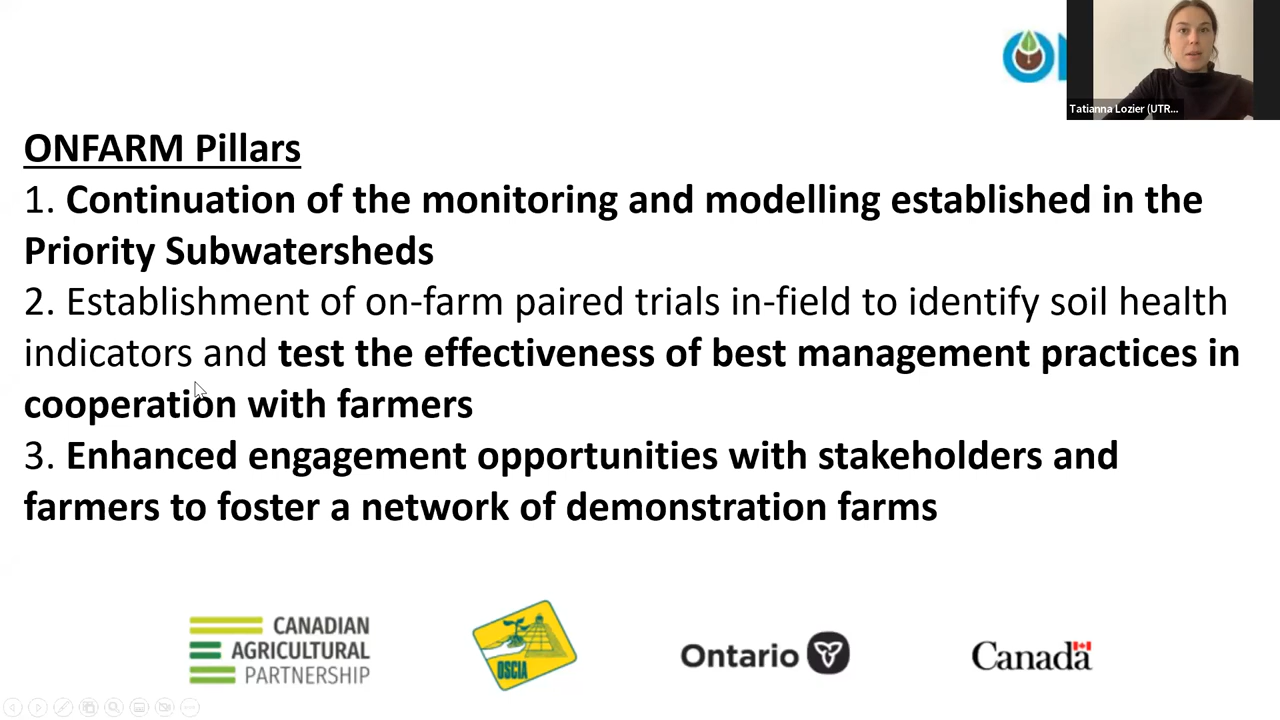 Tatianna Lozier (UTR...
ONFARM Pillars
1. Continuation of the monitoring and modelling established in the
Priority Subwatersheds
2. Establishment of on-farm paired trials in-field to identify soil health
indicators and test the effectiveness of best management practices in
cooperation with farmers
3. Enhanced engagement opportunities with stakeholders and
farmers to foster a network of demonstration farms
CANADIAN
AGRICULTURAL
PARTNERSHIP
OSCIA
Ontario
Canada